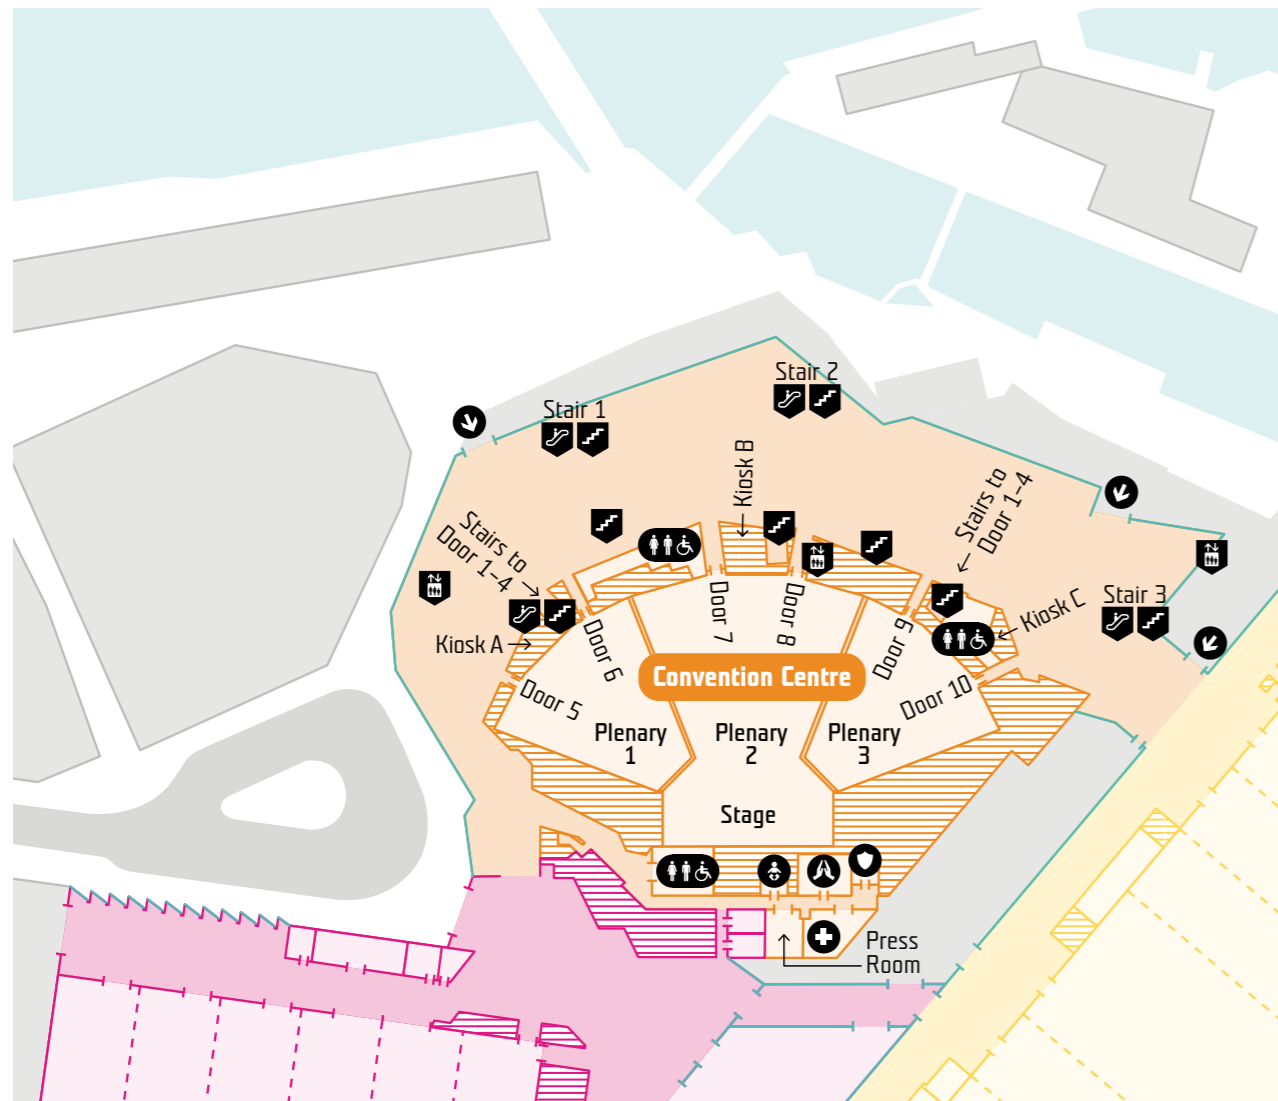 Stair 2
Stair 1
Kiosk B
Stairs to
Door 1–4
Stairs to
Door 1–4
Stair 3
Kiosk C
Kiosk A
Door 5
Door 6
Door 7
Door 8
Door 9
Door 10
Convention Centre
Plenary
1
Plenary
2
Plenary
3
Stage
Press
Room